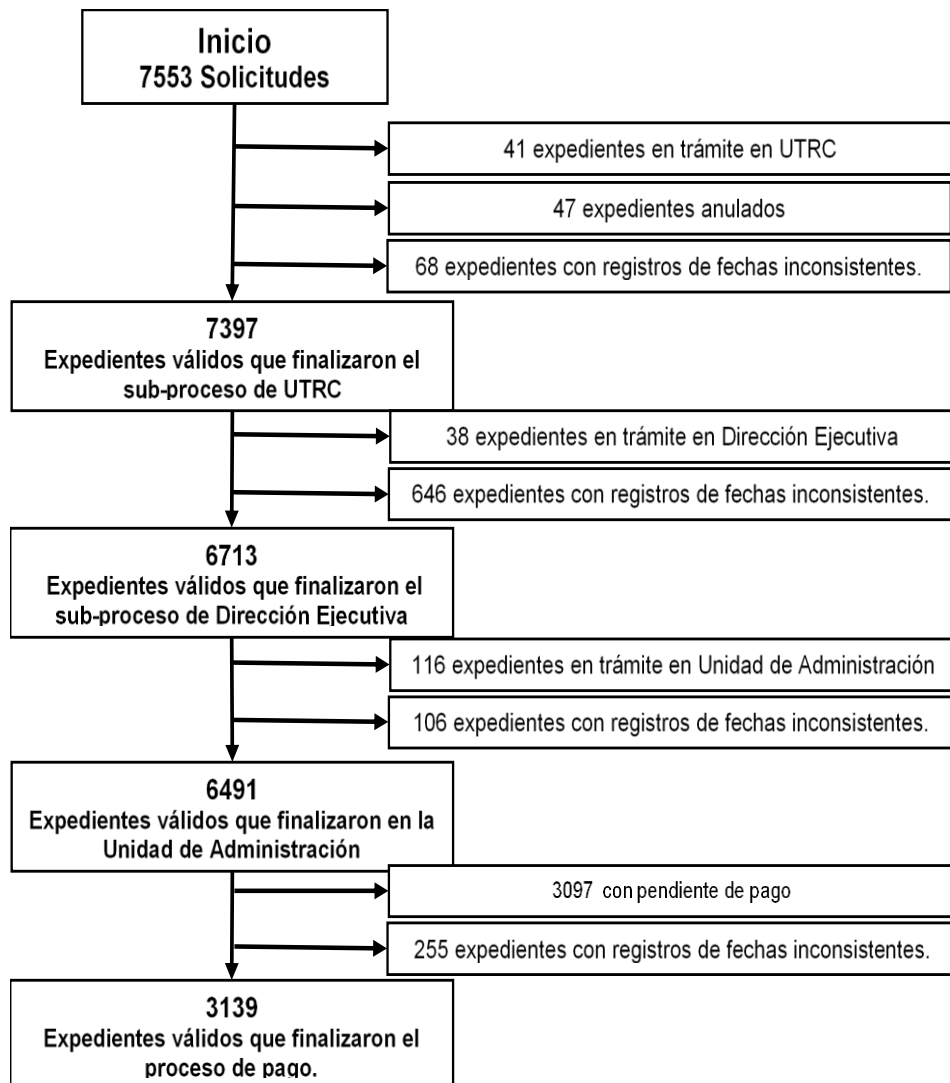 Inicio
7553 Solicitudes
41 expedientes en trámite en UTRC
47 expedientes anulados
68 expedientes con registros de fechas inconsistentes.
7397
Expedientes válidos que finalizaron el
sub-proceso de UTRC
38 expedientes en trámite en Dirección Ejecutiva
646 expedientes con registros de fechas inconsistentes.
6713
Expedientes válidos que finalizaron el
sub-proceso de Dirección Ejecutiva
116 expedientes en trámite en Unidad de Administración
106 expedientes con registros de fechas inconsistentes.
6491
Expedientes válidos que finalizaron en la
Unidad de Administración
3097 con pendiente de pago
255 expedientes con registros de fechas inconsistentes.
3139
Expedientes válidos que finalizaron el
proceso de pago.